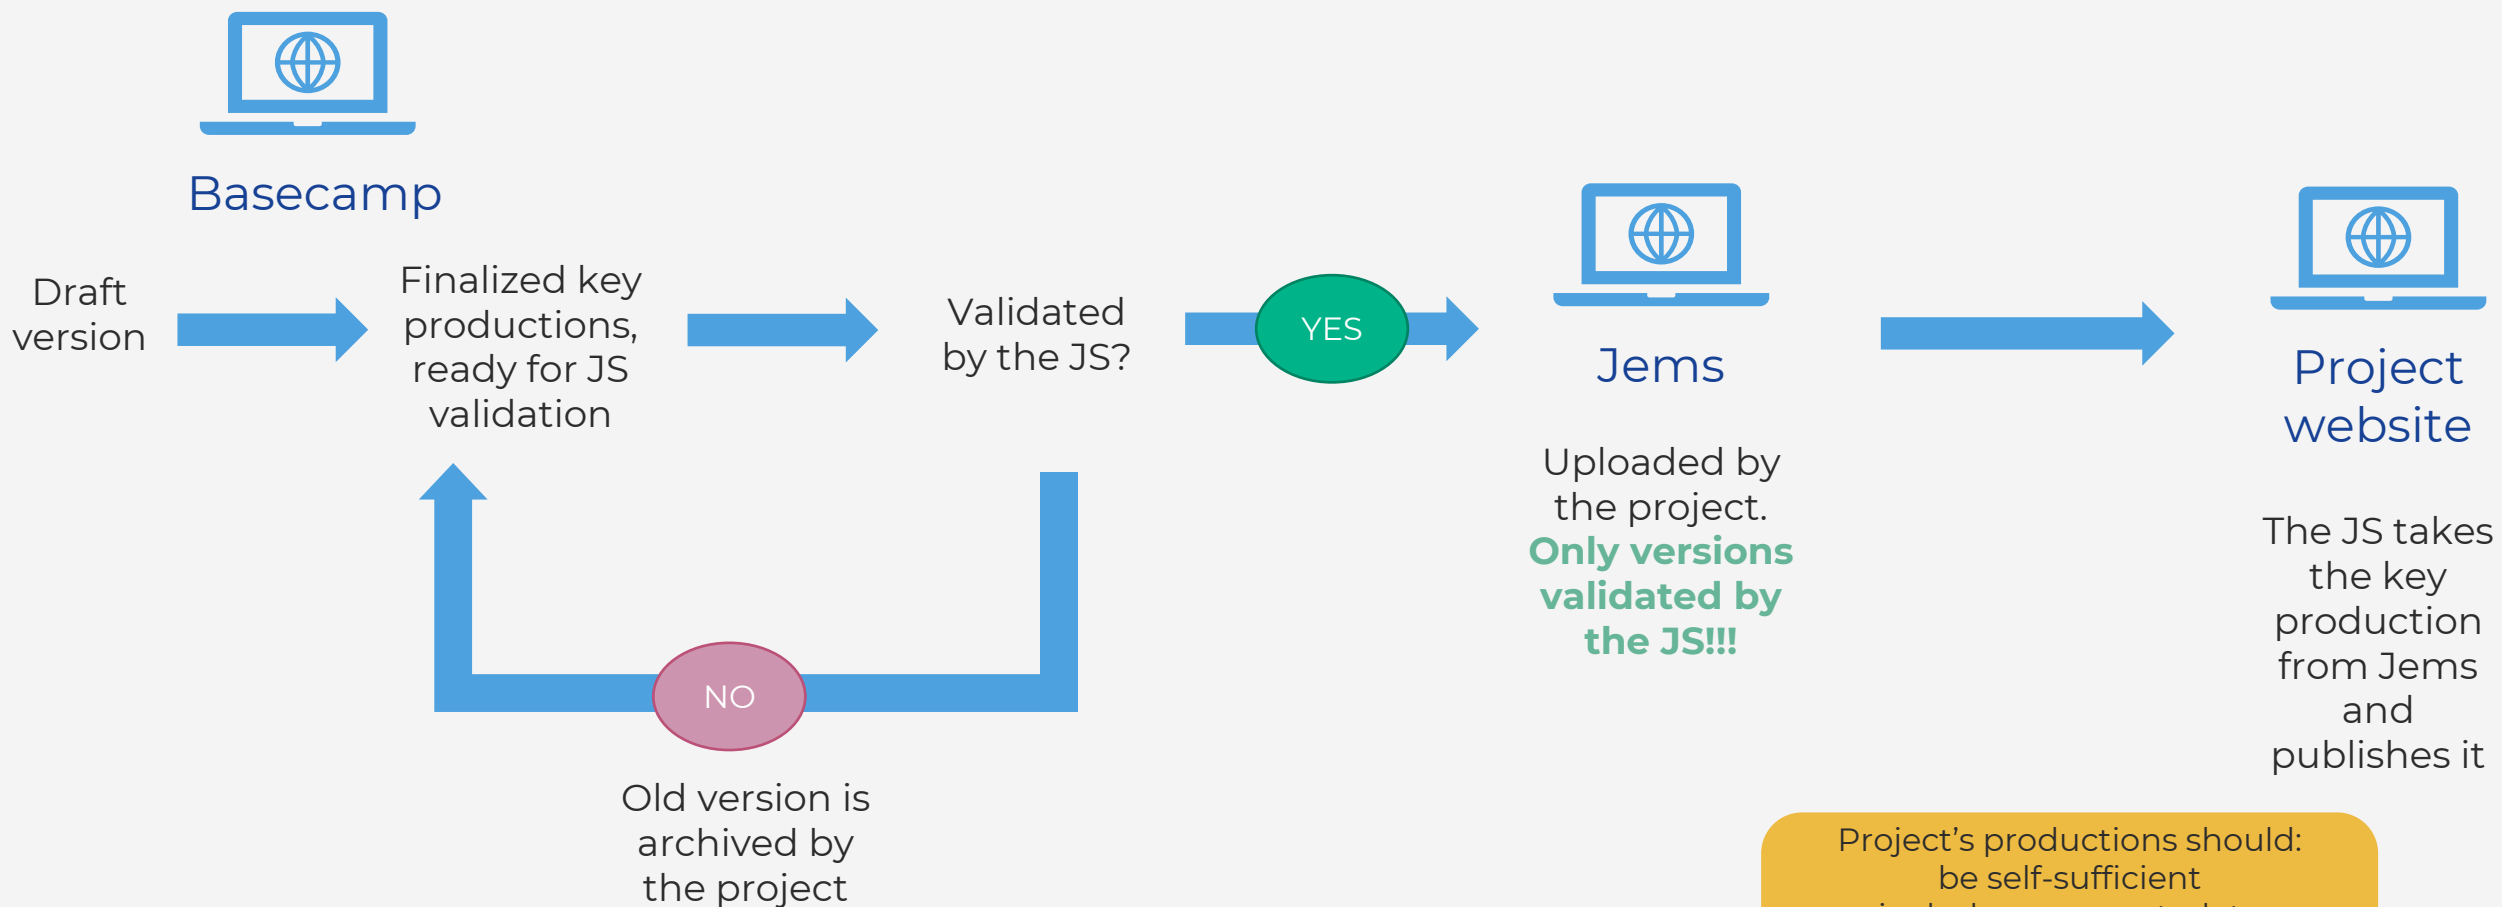 Basecamp
Draft
version
Finalized key
productions,
ready for JS
validation
Validated
by the JS?
YES
NO
Old version is
archived by
the project
Jems
Uploaded by
the project.
Only versions
validated by
the JS!!!
Project
website
The JS takes
the key
production
from Jems
and
publishes it
Project's productions should:
be self-sufficient